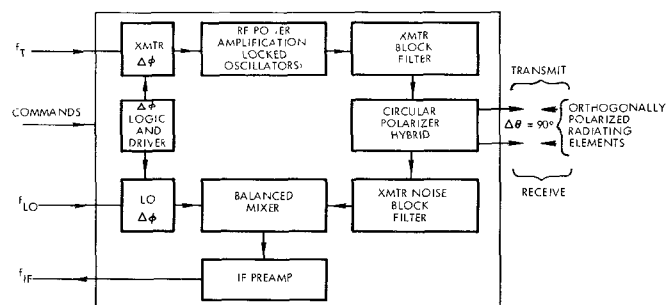 f_T
XMTR
Δϕ
RF PO ER
AMPLIFICATION
LOCKED
OSCILLATORS)
XMTR
BLOCK
FILTER
TRANSMIT
COMMANDS
Δϕ
LOGIC
AND
DRIVER
CIRCULAR
POLARIZER
HYBRID
Δθ = 90°
ORTHOGONALLY
POLARIZED
RADIATING
ELEMENTS
f_LO
LO
Δϕ
BALANCED
MIXER
XMTR NOISE
BLOCK
FILTER
RECEIVE
f_IF
IF PREAMP